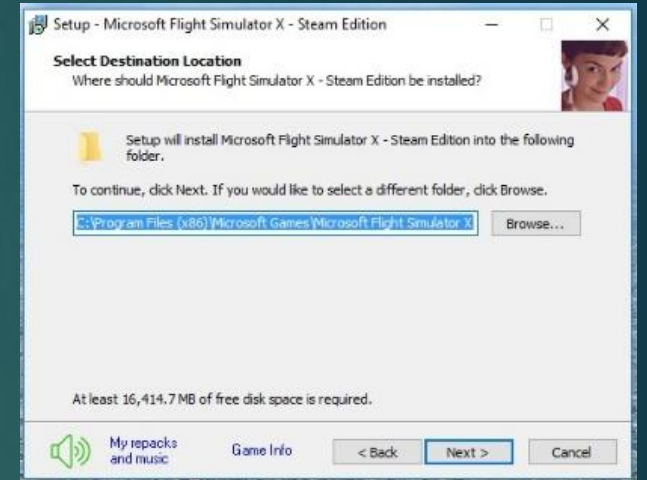 Setup - Microsoft Flight Simulator X - Steam Edition
Select Destination Location
Where should Microsoft Flight Simulator X - Steam Edition be installed?
Setup will install Microsoft Flight Simulator X - Steam Edition into the following
folder.
To continue, click Next. If you would like to select a different folder, click Browse.
C:\Program Files (x86)\Microsoft Games\Microsoft Flight Simulator X
Browse...
At least 16,414.7 MB of free disk space is required.
My repacks
and music
Game Info
< Back
Next >
Cancel